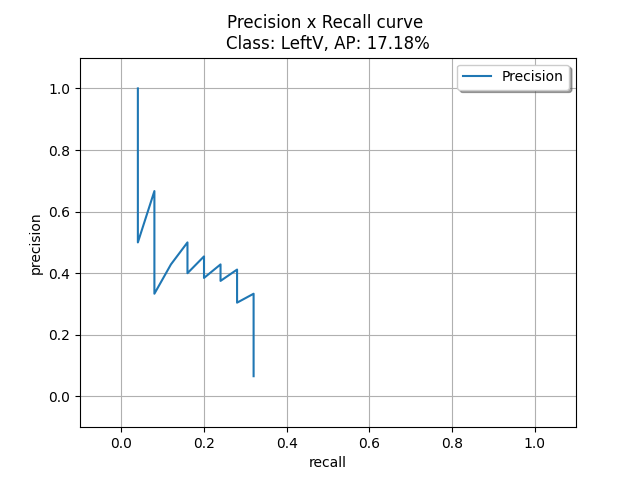 Precision x Recall curve
Class: LeftV, AP: 17.18%
Precision
1.0
0.8
0.6
0.4
0.2
0.0
precision
0.0 0.2 0.4 0.6 0.8 1.0
recall